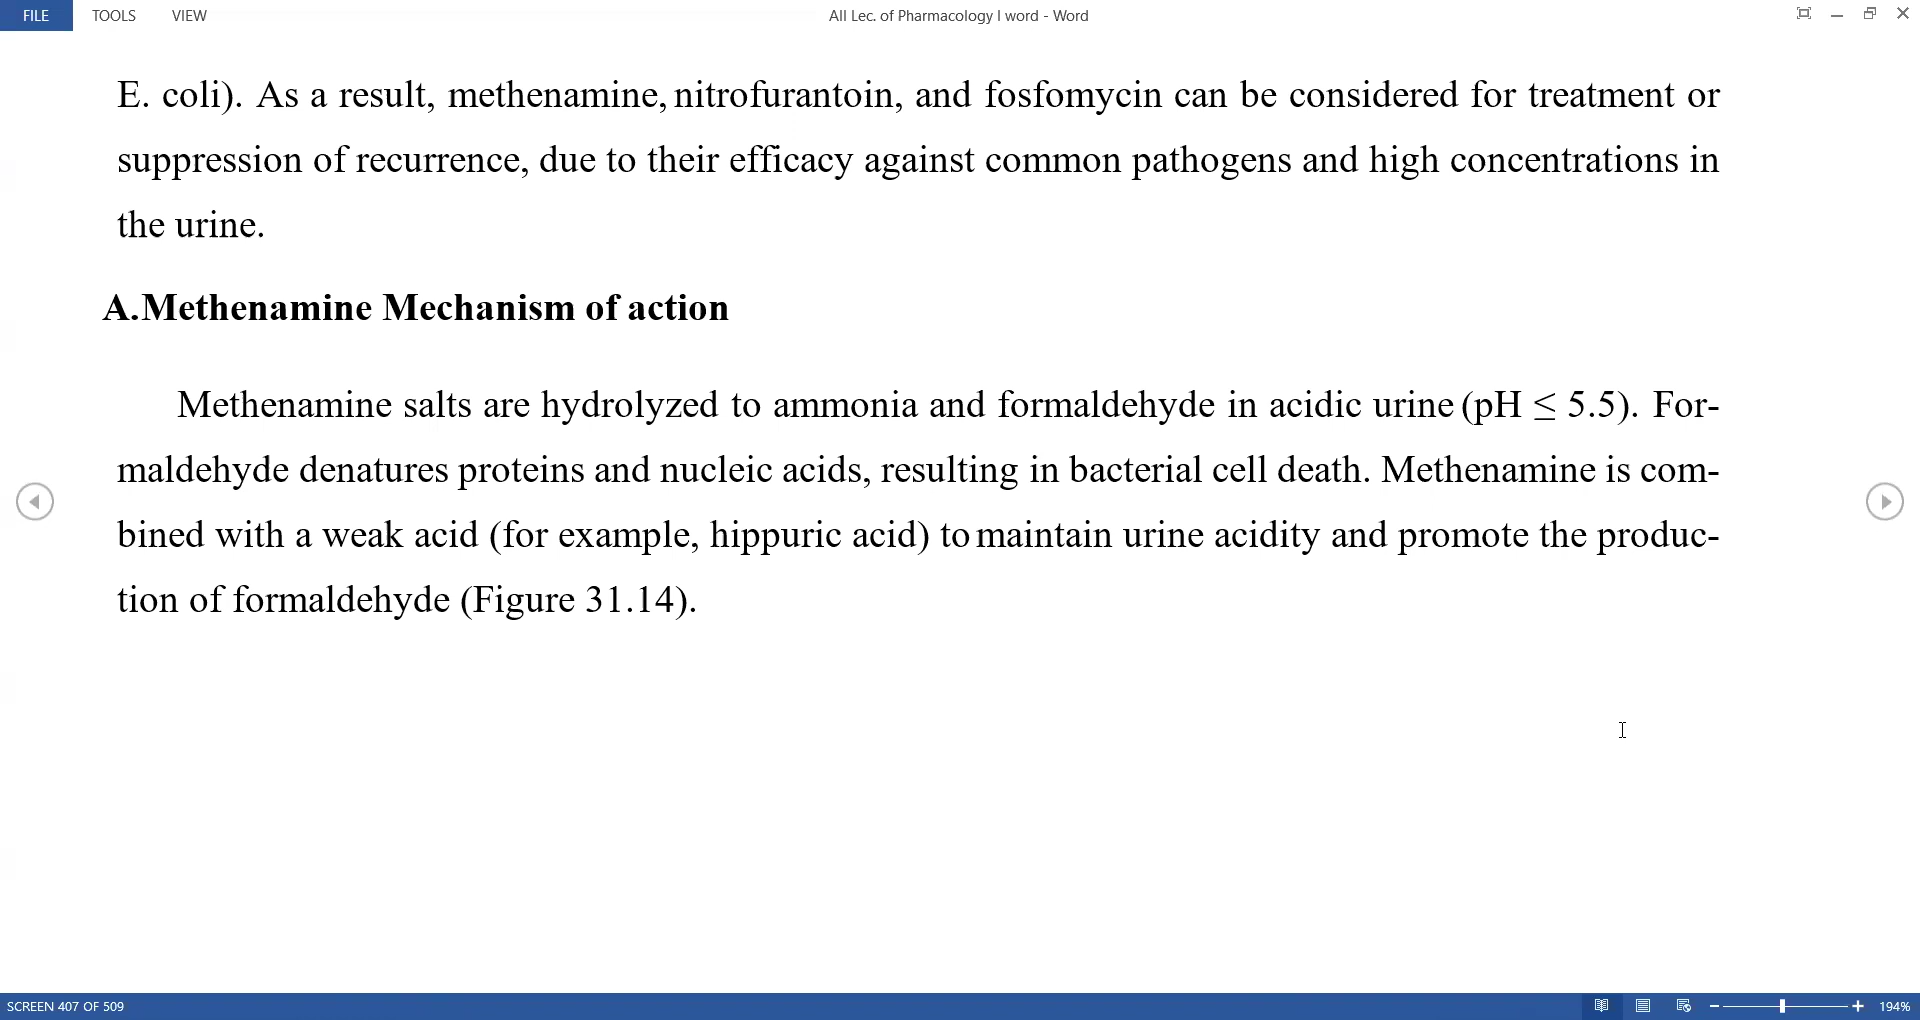 FILE TOOLS VIEW All Lec. of Pharmacology I word - Word
E. coli). As a result, methenamine, nitrofurantoin, and fosfomycin can be considered for treatment or
suppression of recurrence, due to their efficacy against common pathogens and high concentrations in
the urine.
A.Methenamine Mechanism of action
Methenamine salts are hydrolyzed to ammonia and formaldehyde in acidic urine (pH ≤ 5.5). For-
maldehyde denatures proteins and nucleic acids, resulting in bacterial cell death. Methenamine is com-
bined with a weak acid (for example, hippuric acid) to maintain urine acidity and promote the produc-
tion of formaldehyde (Figure 31.14).
SCREEN 407 OF 509 194%